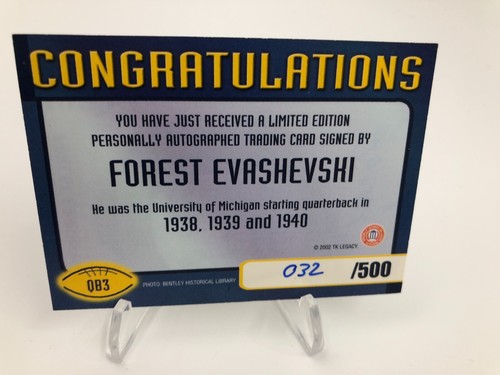 CONGRATULATIONS
YOU HAVE JUST RECEIVED A LIMITED EDITION
PERSONALLY AUTOGRAPHED TRADING CARD SIGNED BY
FOREST EVASHEVSKI
He was the University of Michigan starting quarterback in
1938, 1939 and 1940
© 2002 TK LEGACY
QB3
PHOTO: BENTLEY HISTORICAL LIBRARY
032 /500